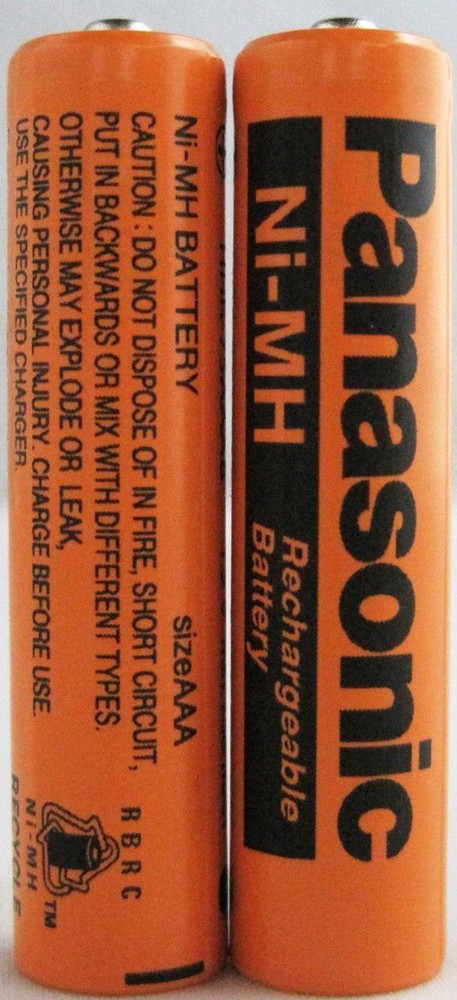 Ni-MH BATTERY sizeAAA
CAUTION : DO NOT DISPOSE OF IN FIRE, SHORT CIRCUIT,
PUT IN BACKWARDS OR MIX WITH DIFFERENT TYPES.
OTHERWISE MAY EXPLODE OR LEAK,
CAUSING PERSONAL INJURY. CHARGE BEFORE USE.
USE THE SPECIFIED CHARGER.
RBRC
TM
Ni-MH
RECYCLE
Panasonic
Ni-MH
Rechargeable
Battery